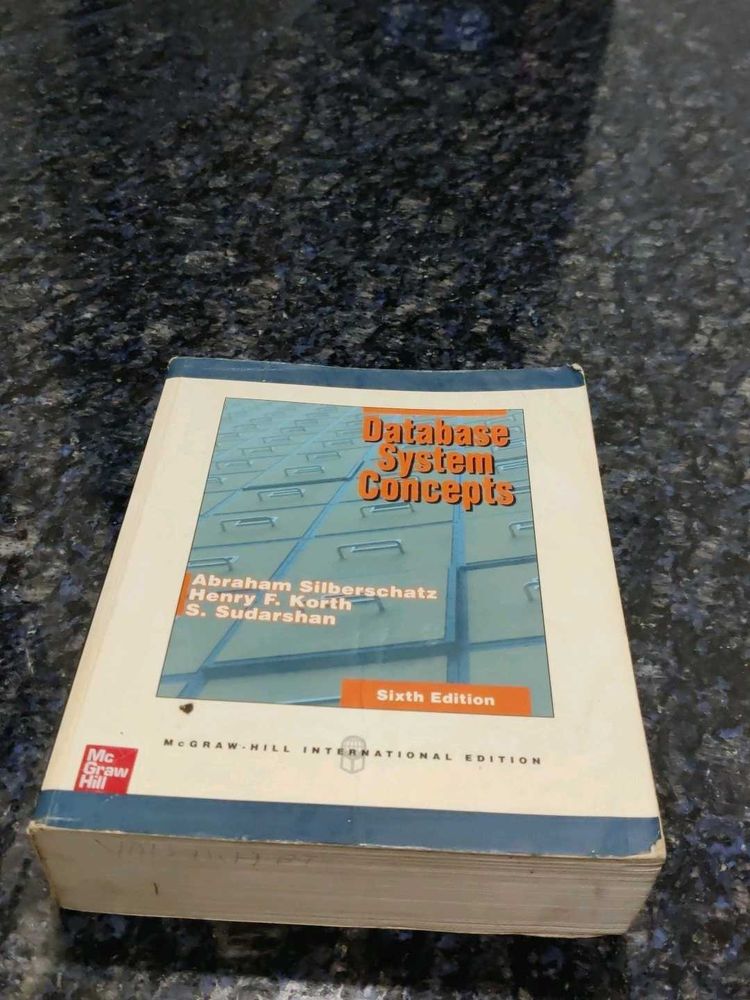 Database
System
Concepts
Abraham Silberschatz
Henry F. Korth
S. Sudarshan
Sixth Edition
McGRAW-HILL INTERNATIONAL EDITION
Mc
Graw
Hill